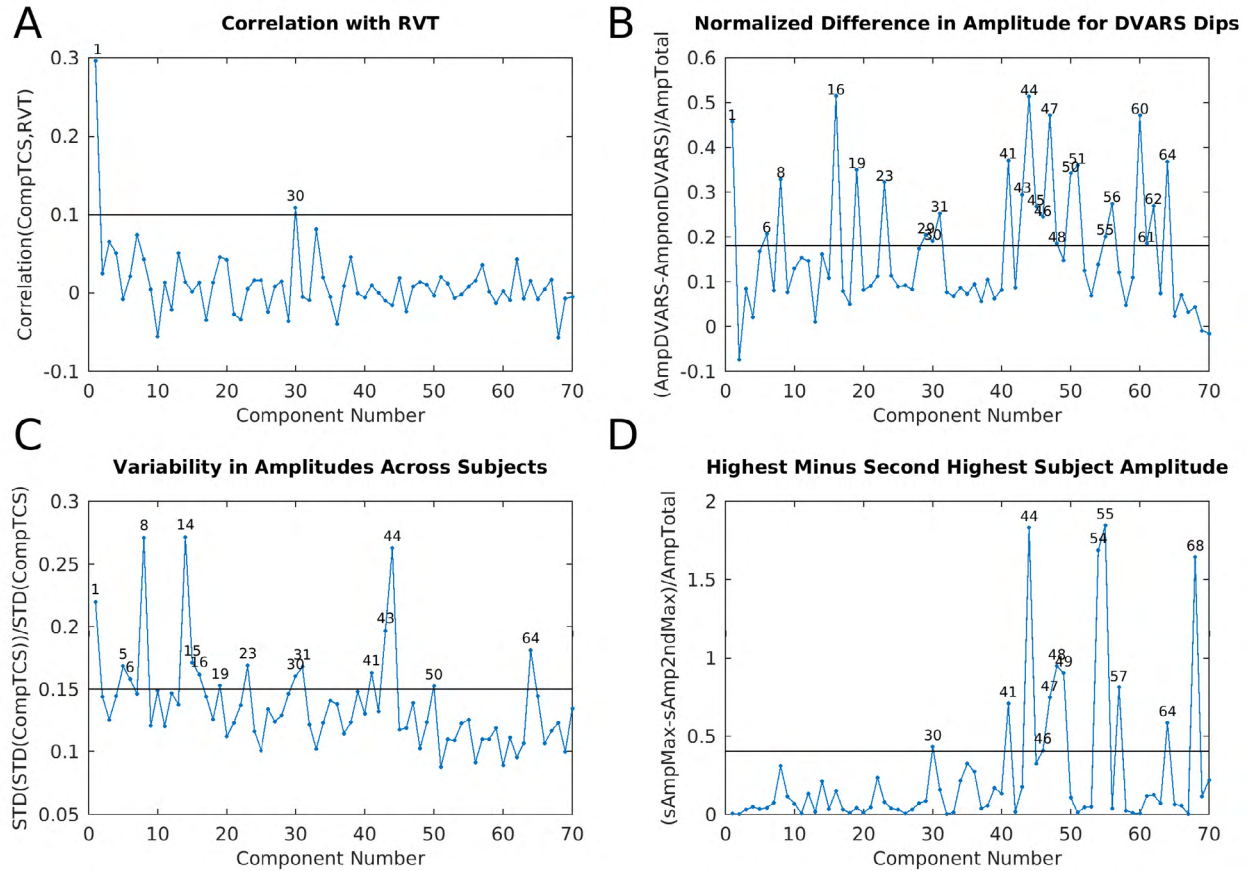 A
Correlation with RVT
Correlation(CompTCS,RVT)
0.3
0.2
0.1
0
-0.1
1
30
0 10 20 30 40 50 60 70
Component Number
B
Normalized Difference in Amplitude for DVARS Dips
(AmpDVARS-AmpnonDVARS)/AmpTotal
0.6
0.5
0.4
0.3
0.2
0.1
0
-0.1
1 6 8 16 19 23 29 30 31 41 43 44 45 46 47 48 50 51 55 56 60 61 62 64
0 10 20 30 40 50 60 70
Component Number
C
Variability in Amplitudes Across Subjects
STD(STD(CompTCS))/STD(CompTCS)
0.3
0.25
0.2
0.15
0.1
0.05
1 5 6 8 14 15 16 19 23 30 31 41 43 44 50 64
0 10 20 30 40 50 60 70
Component Number
D
Highest Minus Second Highest Subject Amplitude
(sAmpMax-sAmp2ndMax)/AmpTotal
2
1.5
1
0.5
0
30 41 44 46 47 48 49 54 55 57 64 68
0 10 20 30 40 50 60 70
Component Number